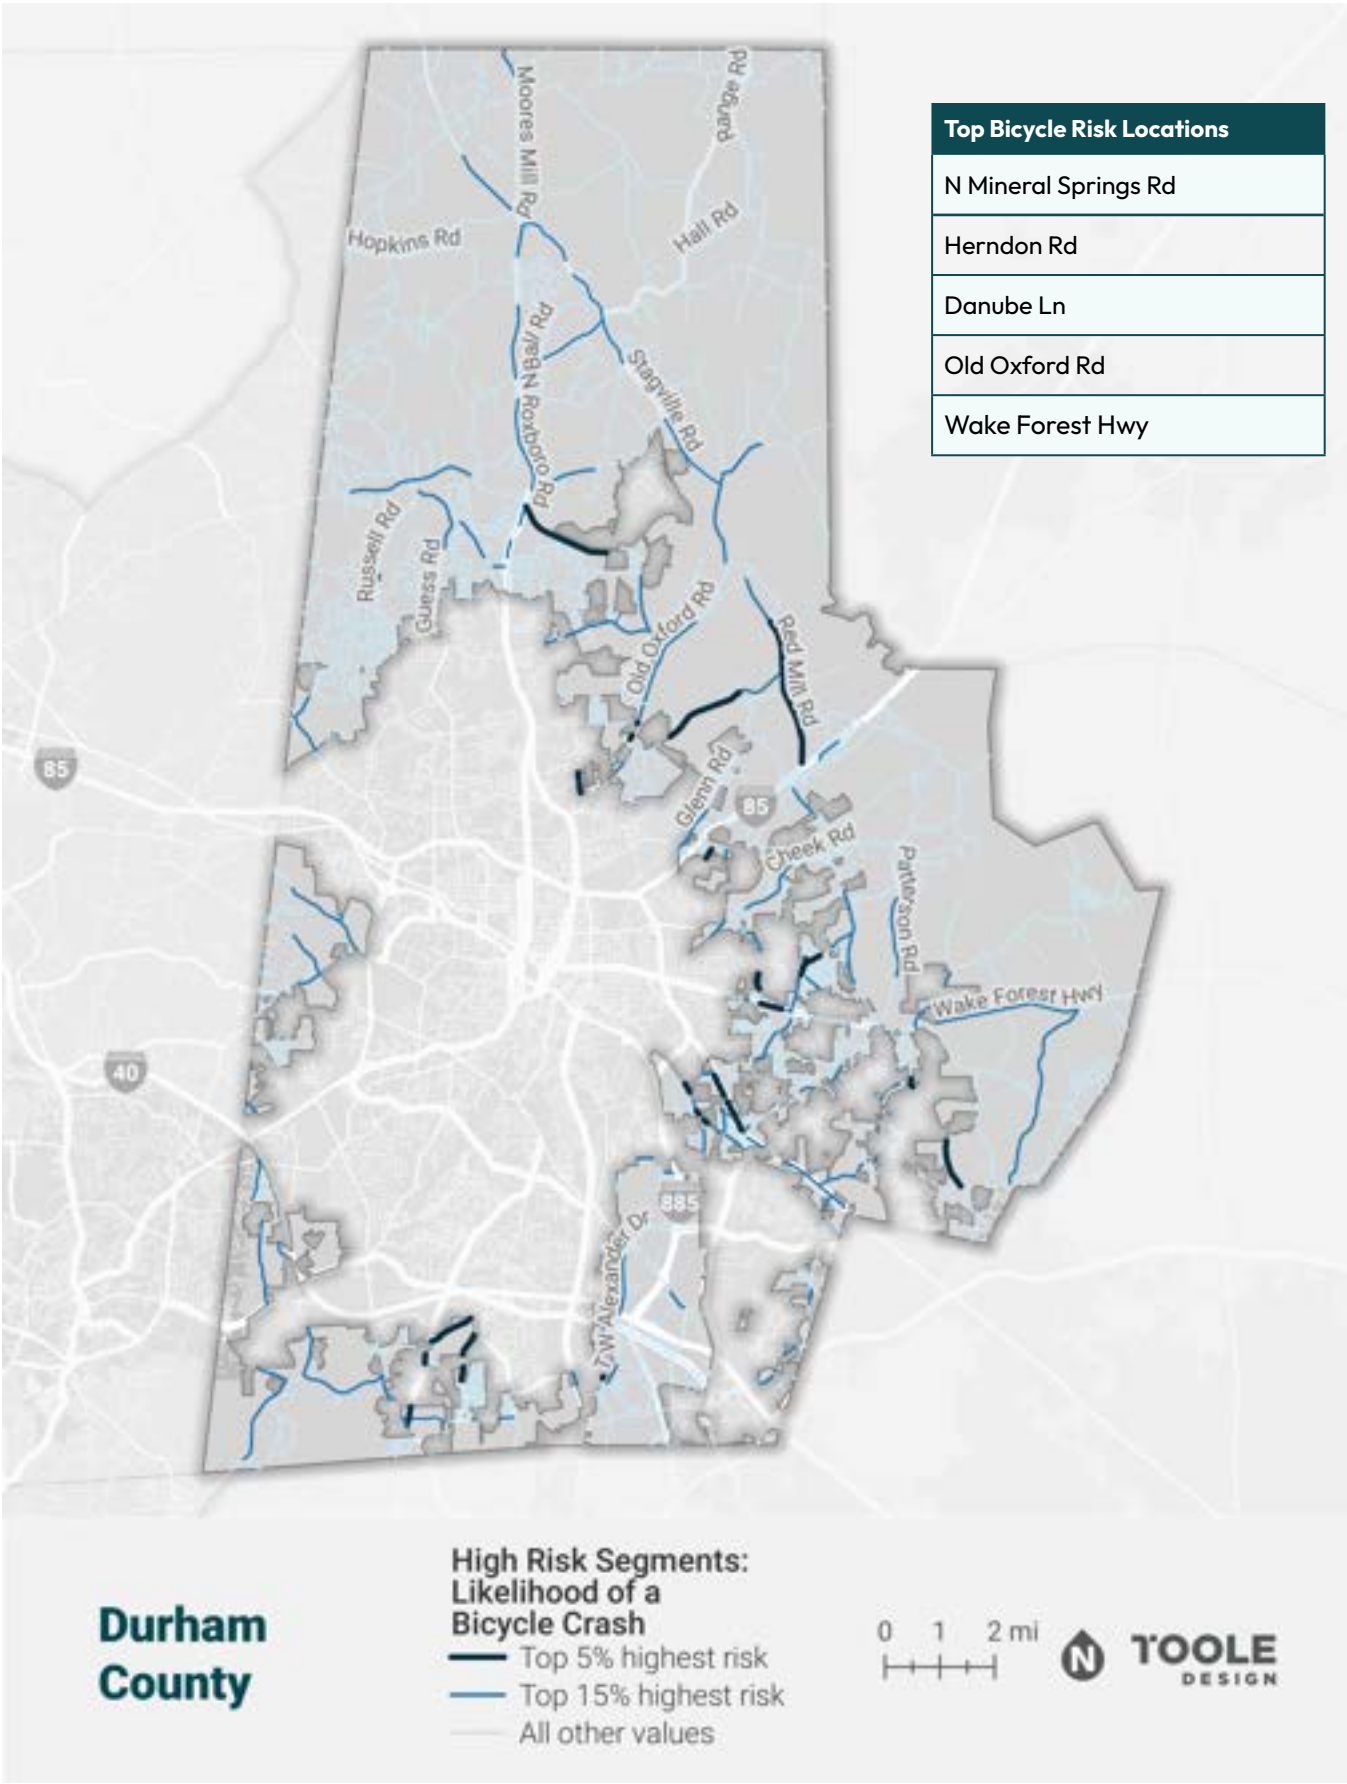 Moores Mill Rd
Range Rd
Hopkins Rd
Hall Rd
Ball Rd
N Roxboro Rd
Stagville Rd
Russell Rd
Guess Rd
Old Oxford Rd
Red Mill Rd
Glenn Rd
85
85
Cheek Rd
Patterson Rd
Wake Forest Hwy
40
885
TW Alexander Dr
Top Bicycle Risk Locations
N Mineral Springs Rd
Herndon Rd
Danube Ln
Old Oxford Rd
Wake Forest Hwy
Durham
County
High Risk Segments:
Likelihood of a
Bicycle Crash
Top 5% highest risk
Top 15% highest risk
All other values
0 1 2 mi
N
TOOLE
DESIGN